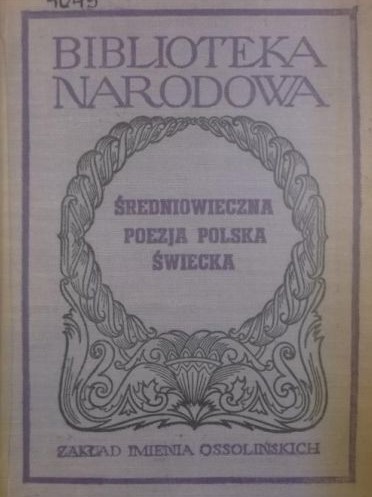 BIBLIOTEKA
NARODOWA
ŚREDNIOWIECZNA
POEZJA POLSKA
ŚWIECKA
ZAKŁAD IMIENIA OSSOLIŃSKICH